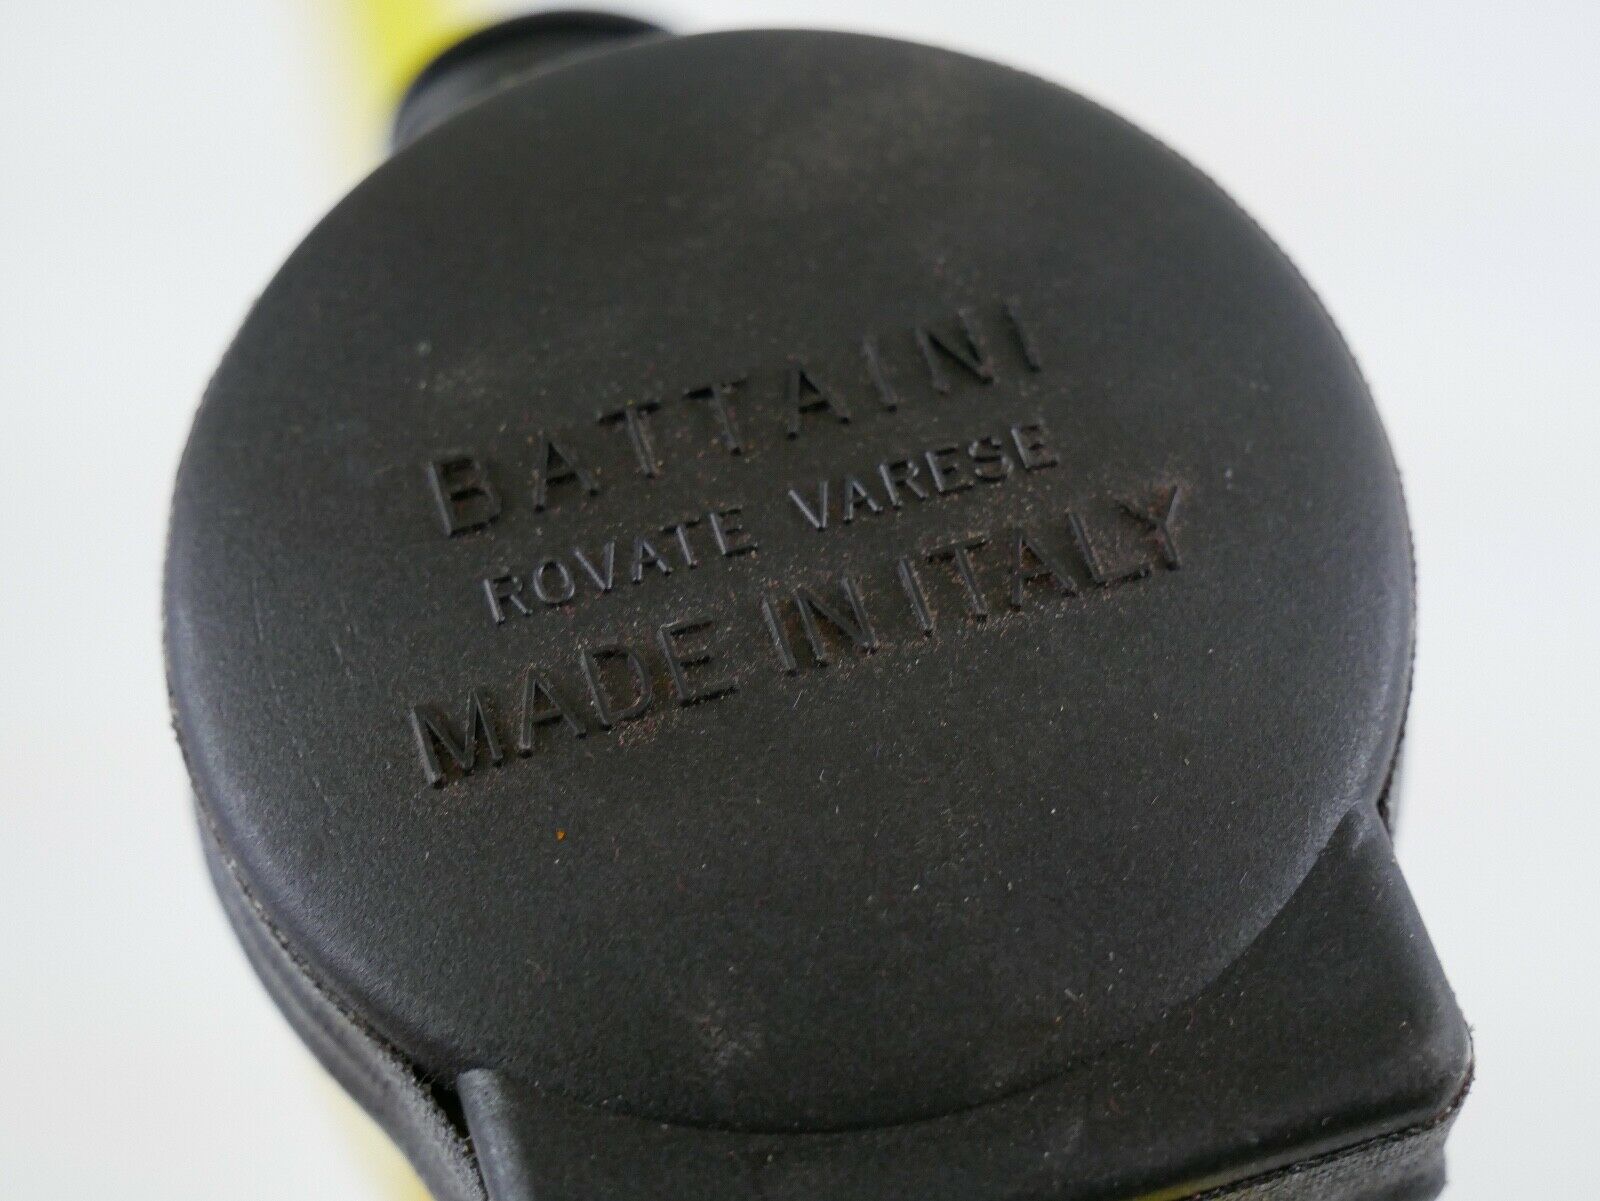 BATTAINI
ROVATE VARESE
MADE IN ITALY